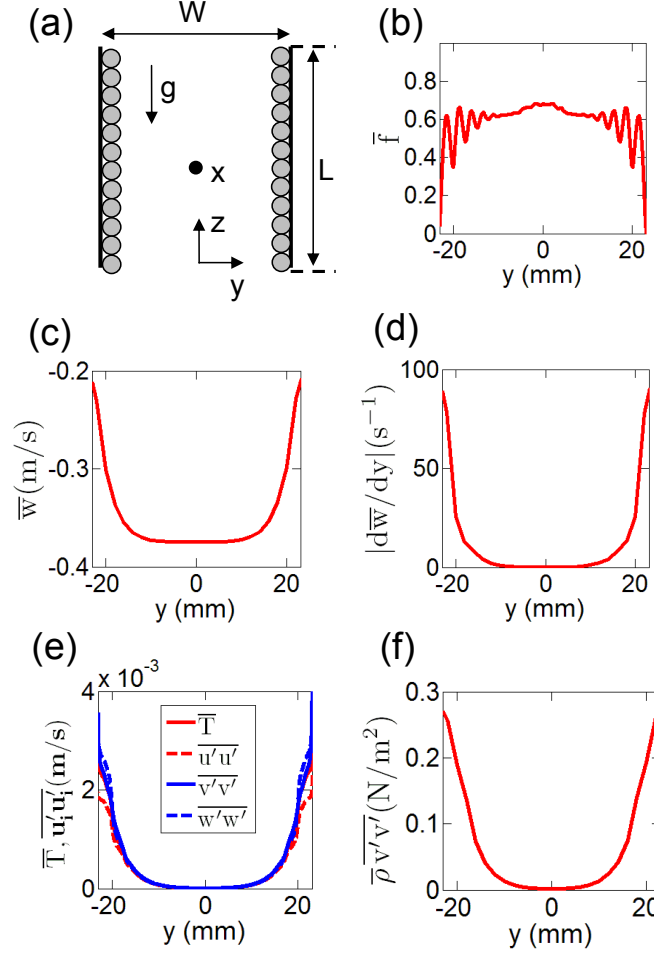 (a)
W
g
x
L
z
y
(b)
f̅
0.8
0.6
0.4
0.2
0
-20 0 20
y (mm)
(c)
w̅(m/s)
-0.2
-0.3
-0.4
-20 0 20
y (mm)
(d)
|dw̅/dy|(s⁻¹)
100
50
0
-20 0 20
y (mm)
(e)
x 10⁻³
T̅, u̅ᵢ′u̅ᵢ′(m/s)
4
2
0
T̅
u̅′u̅′
v̅′v̅′
w̅′w̅′
-20 0 20
y (mm)
(f)
ρ̅ v̅′v̅′(N/m²)
0.3
0.2
0.1
0
-20 0 20
y (mm)